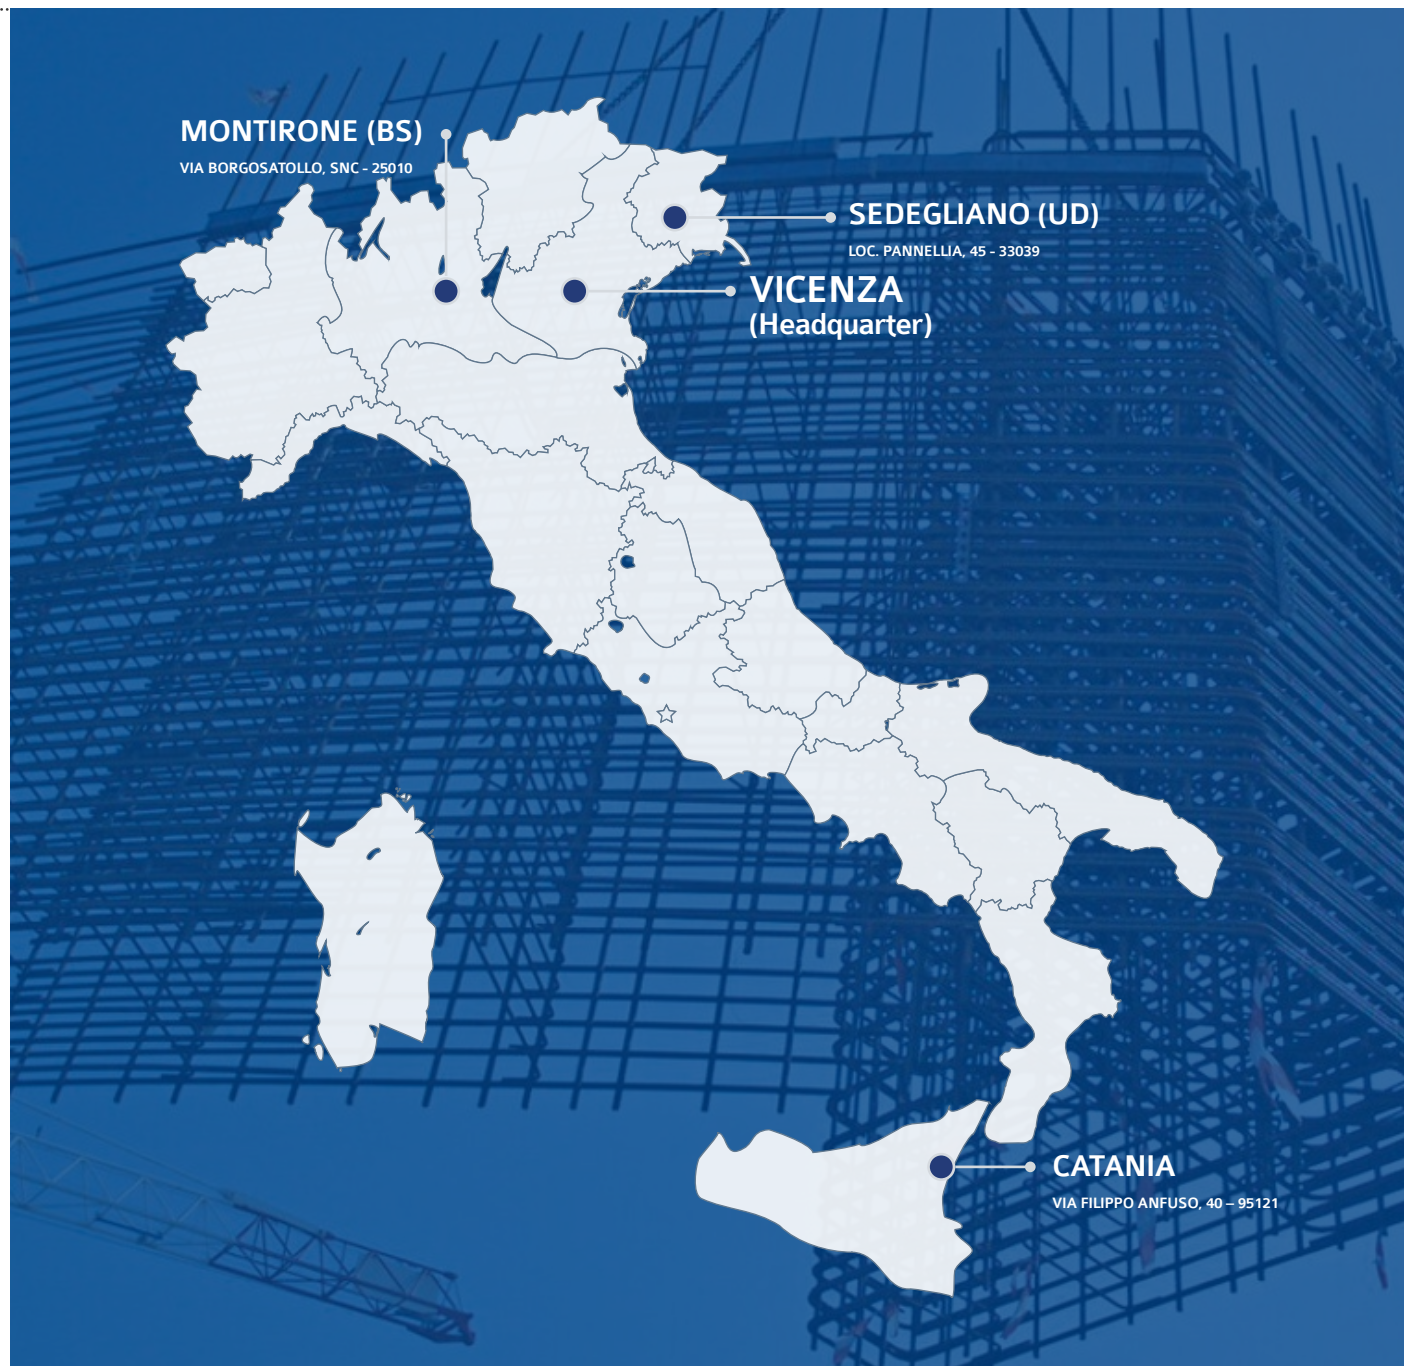 MONTIRONE (BS)
VIA BORGOSATOLLO, SNC - 25010
SEDEGLIANO (UD)
LOC. PANNELLIA, 45 - 33039
VICENZA
(Headquarter)
CATANIA
VIA FILIPPO ANFUSO, 40 – 95121